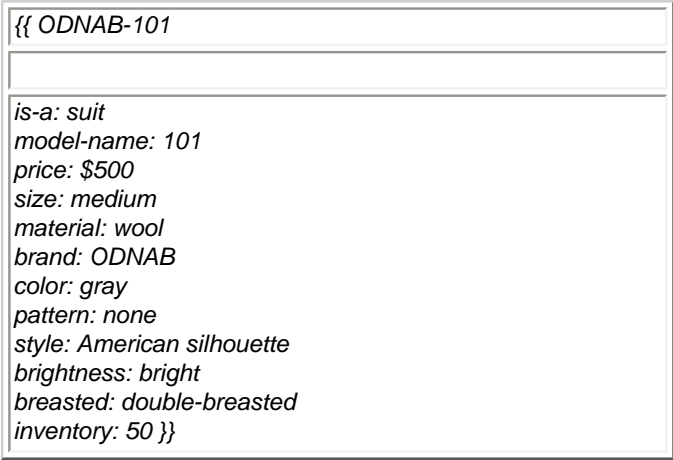 {{ ODNAB-101
is-a: suit
model-name: 101
price: $500
size: medium
material: wool
brand: ODNAB
color: gray
pattern: none
style: American silhouette
brightness: bright
breasted: double-breasted
inventory: 50 }}